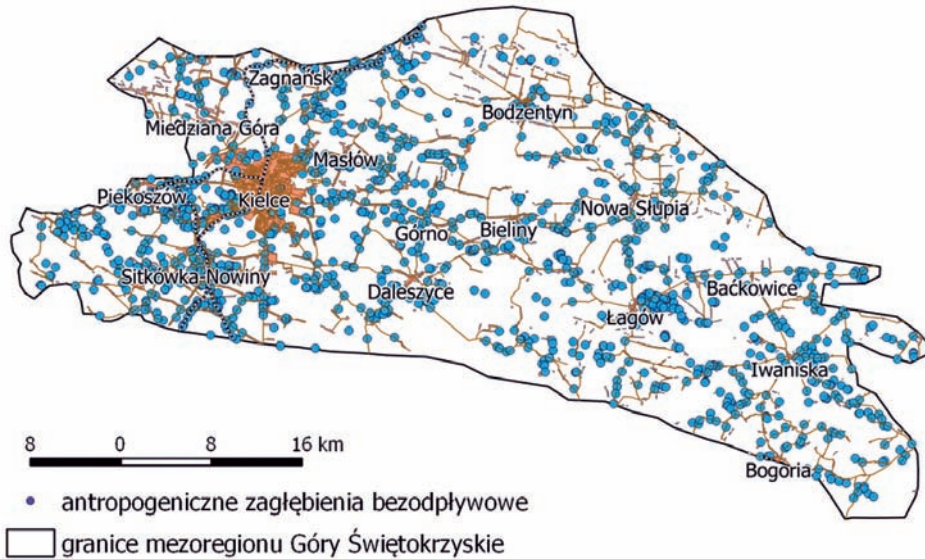 Zagnańsk
Bodzentyn
Miedziana Góra
Masłów
Piekoszów
Kielce
Nowa Słupia
Górno
Bieliny
Sitkówka-Nowiny
Daleszyce
Baćkowice
Łagów
Iwaniska
Bogoria
8 0 8 16 km
antropogeniczne zagłębienia bezodpływowe
granice mezoregionu Góry Świętokrzyskie